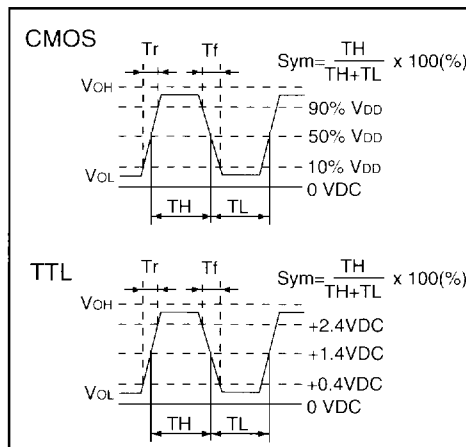 CMOS
Sym= TH / TH+TL x 100(%)
Tr Tf
VOH
90% VDD
50% VDD
10% VDD
VOL
0 VDC
TH TL
TTL
Sym= TH / TH+TL x 100(%)
Tr Tf
VOH
+2.4VDC
+1.4VDC
+0.4VDC
VOL
0 VDC
TH TL